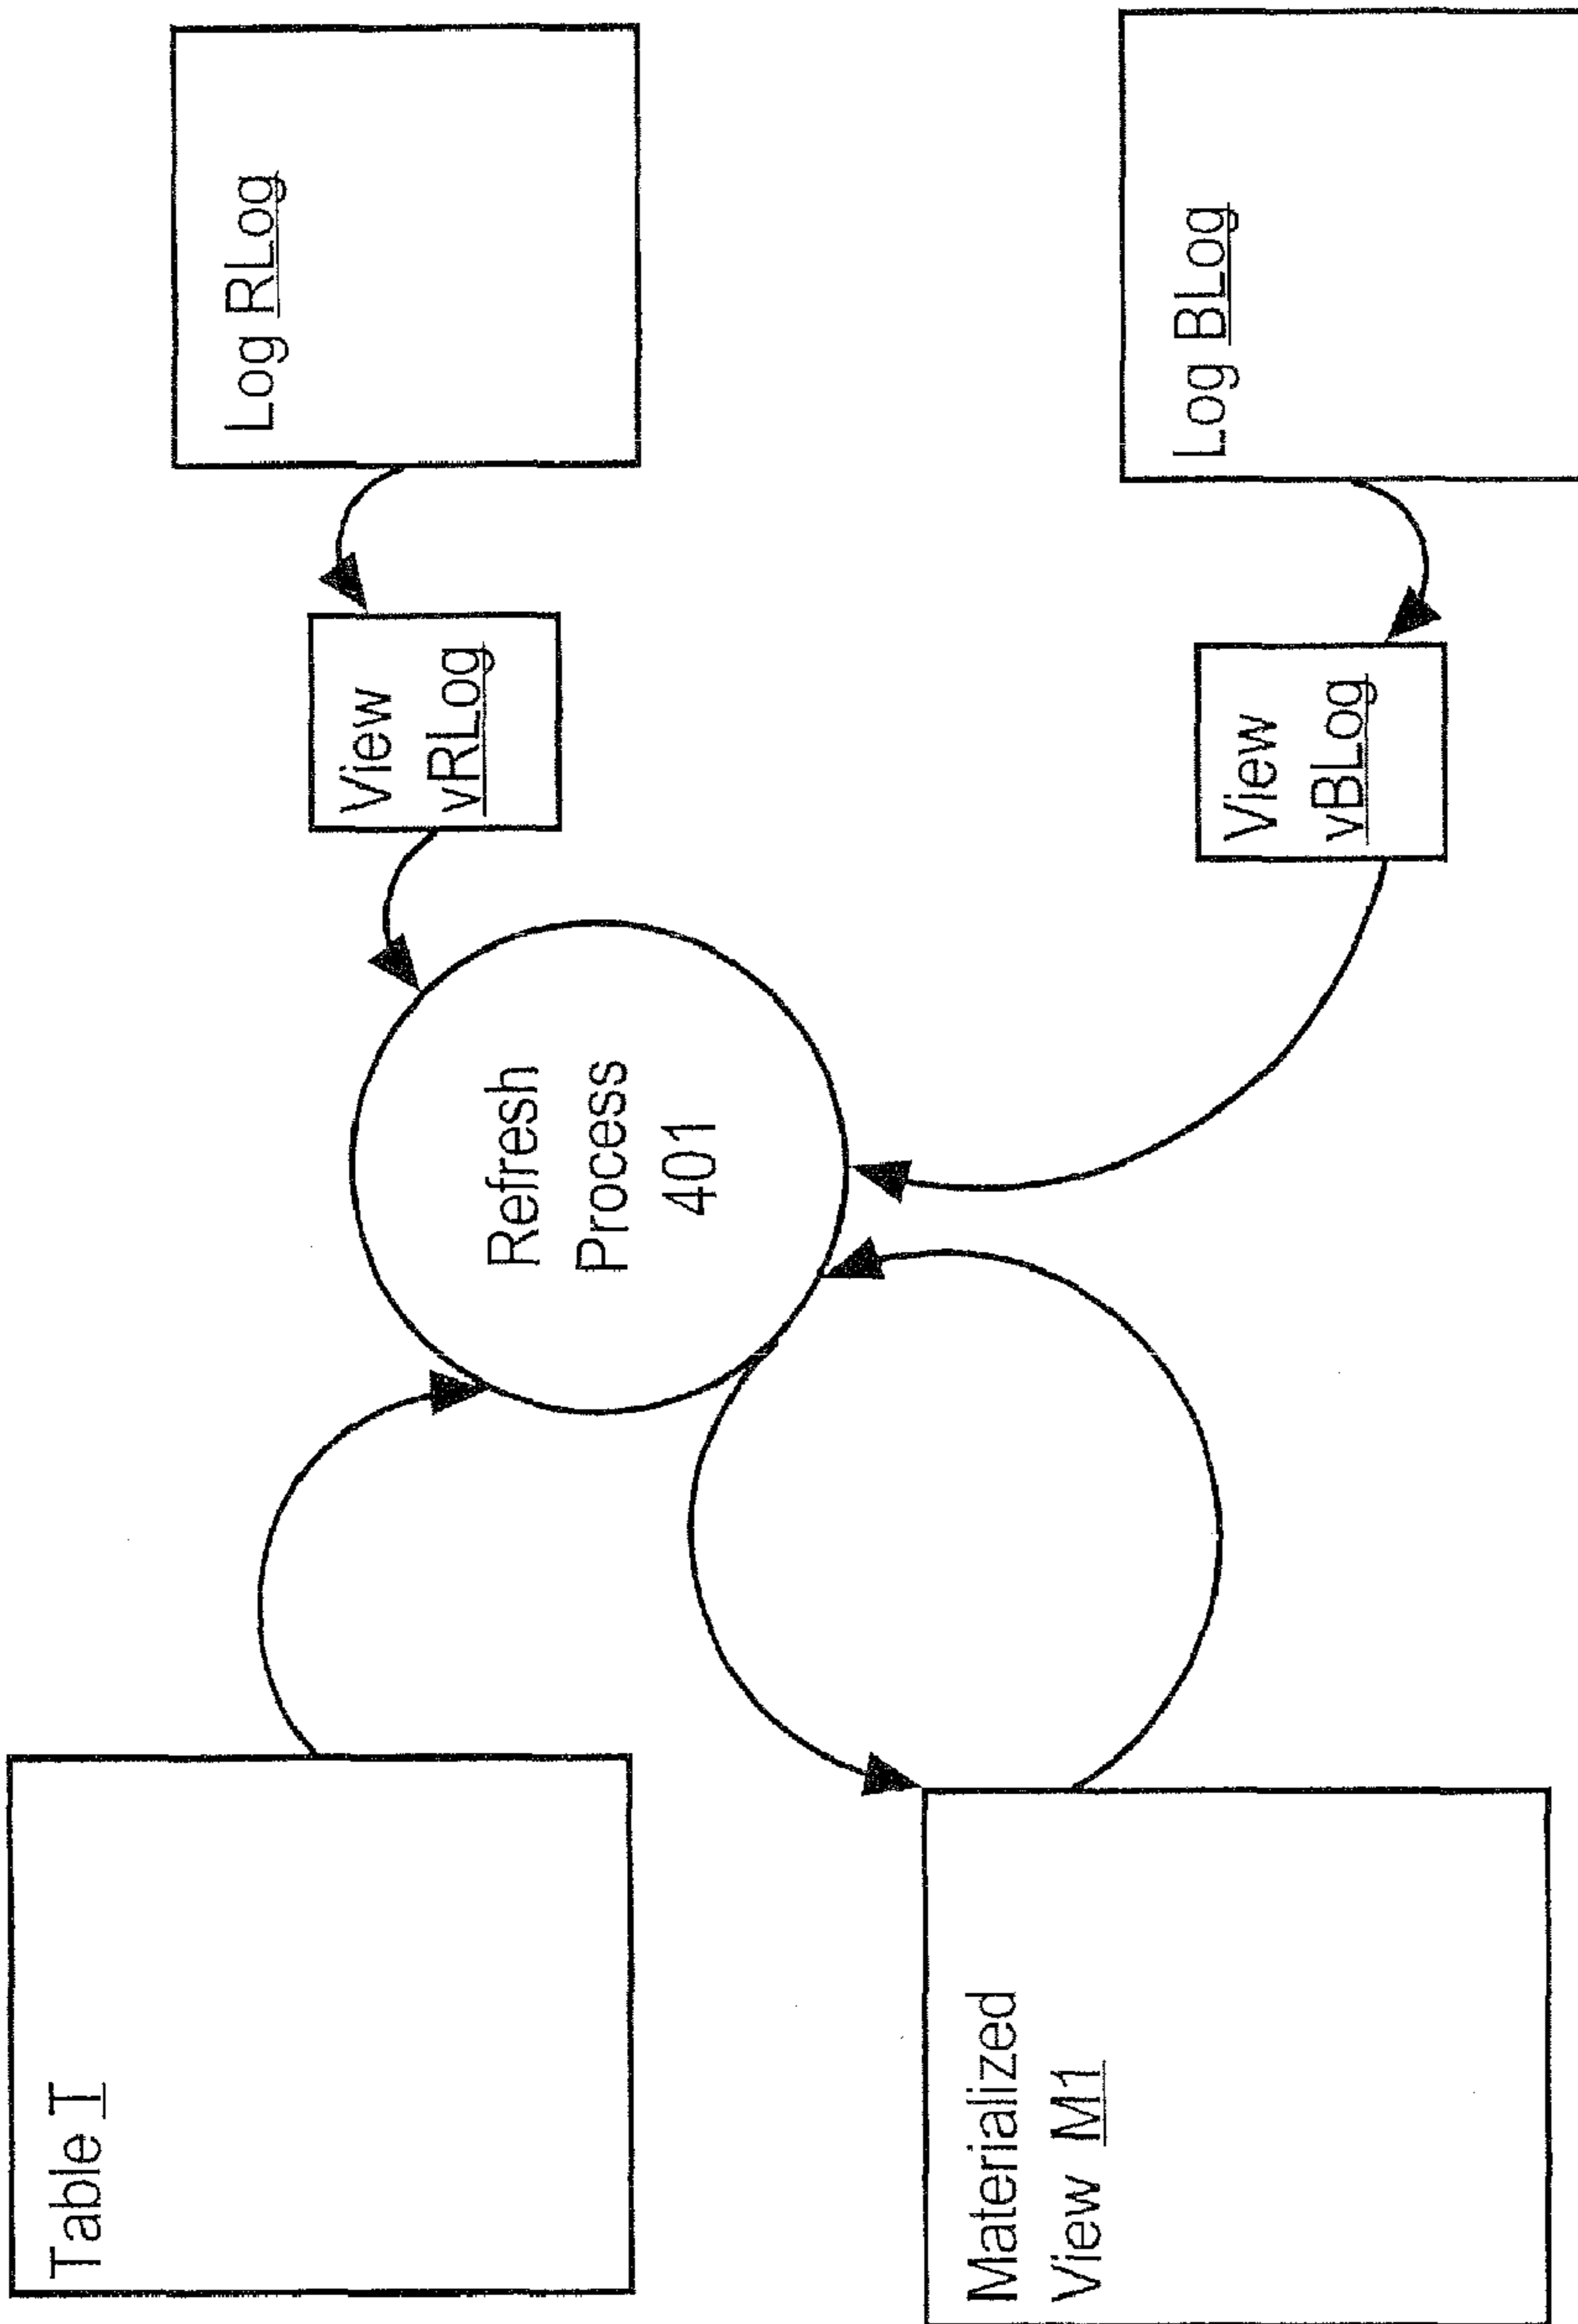 Table T
Log RLog
View
vRLog
Refresh
Process
401
Materialized
View M1
View
vBLog
Log BLog